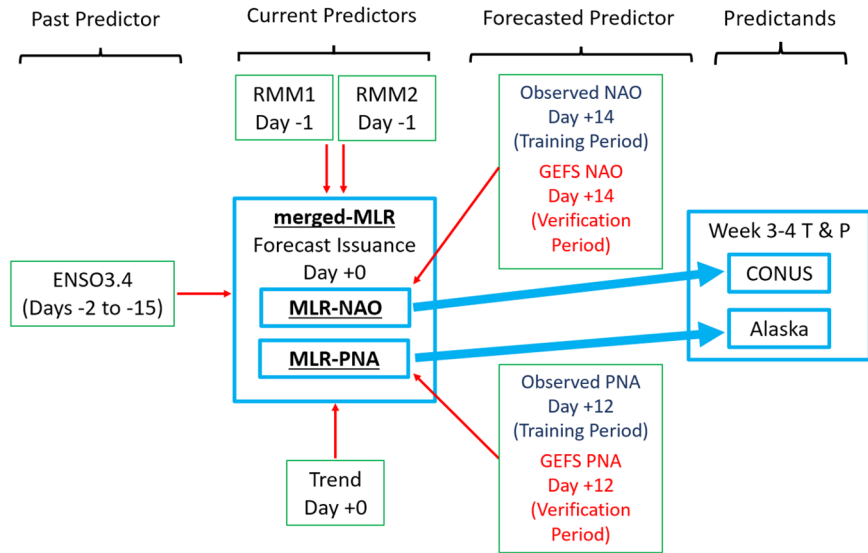 Past Predictor
Current Predictors
Forecasted Predictor
Predictands
RMM1
Day -1
RMM2
Day -1
Observed NAO
Day +14
(Training Period)
GEFS NAO
Day +14
(Verification
Period)
merged-MLR
Forecast Issuance
Day +0
MLR-NAO
MLR-PNA
ENSO3.4
(Days -2 to -15)
Week 3-4 T & P
CONUS
Alaska
Trend
Day +0
Observed PNA
Day +12
(Training Period)
GEFS PNA
Day +12
(Verification
Period)